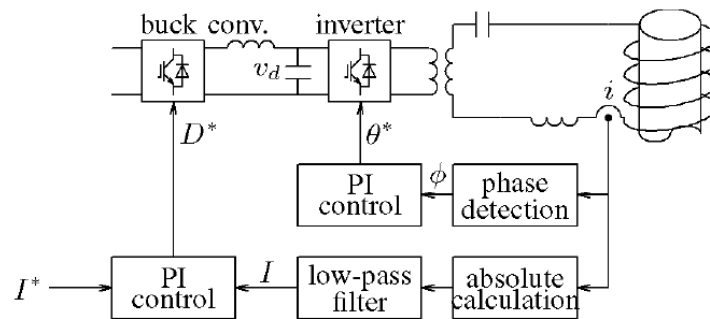 buck conv.
inverter
v_d
i
D*
θ*
PI control
ϕ
phase detection
I*
PI control
I
low-pass filter
absolute calculation